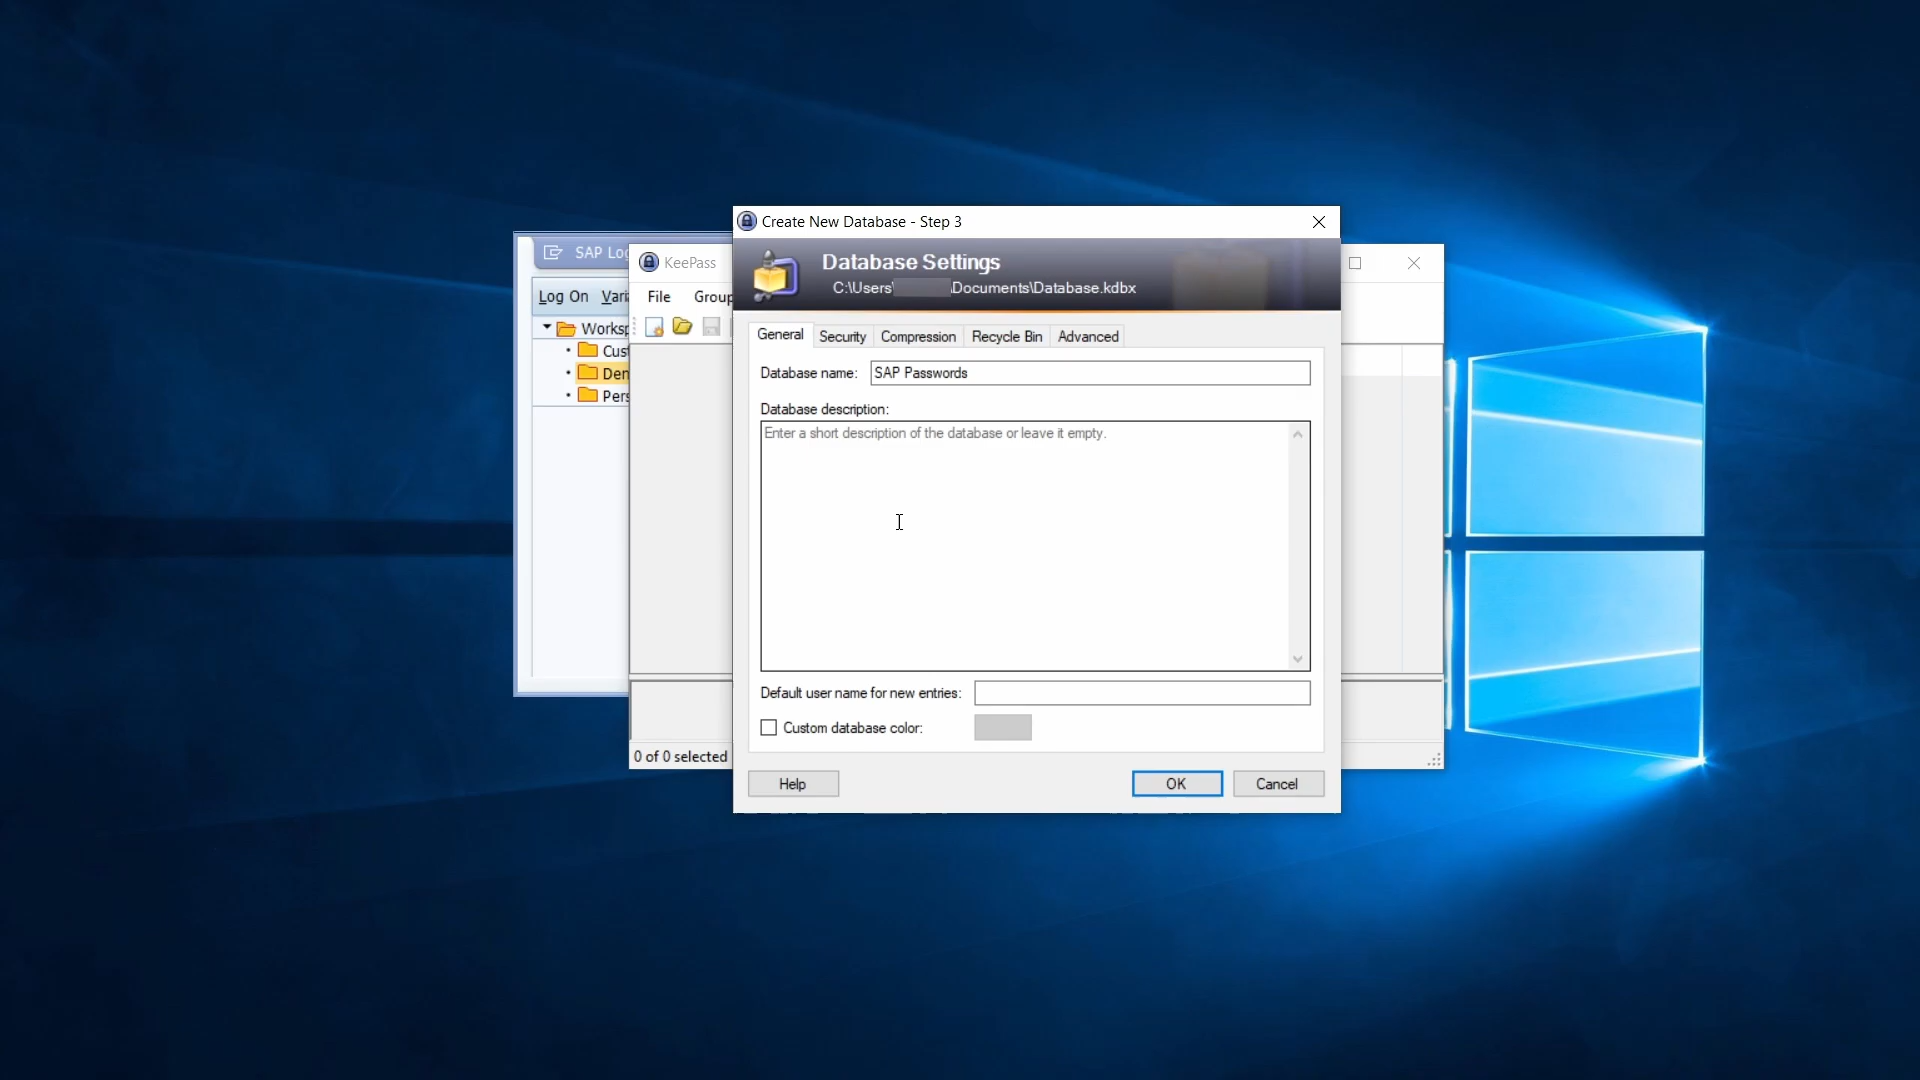 Create New Database - Step 3
Database Settings
C:\Users\ \Documents\Database.kdbx
SAP Log
KeePass
Log On Vari
File Group
Worksp
Cust
Den
Pers
General Security Compression Recycle Bin Advanced
Database name: SAP Passwords
Database description:
Enter a short description of the database or leave it empty.
Default user name for new entries:
Custom database color:
0 of 0 selected
Help OK Cancel